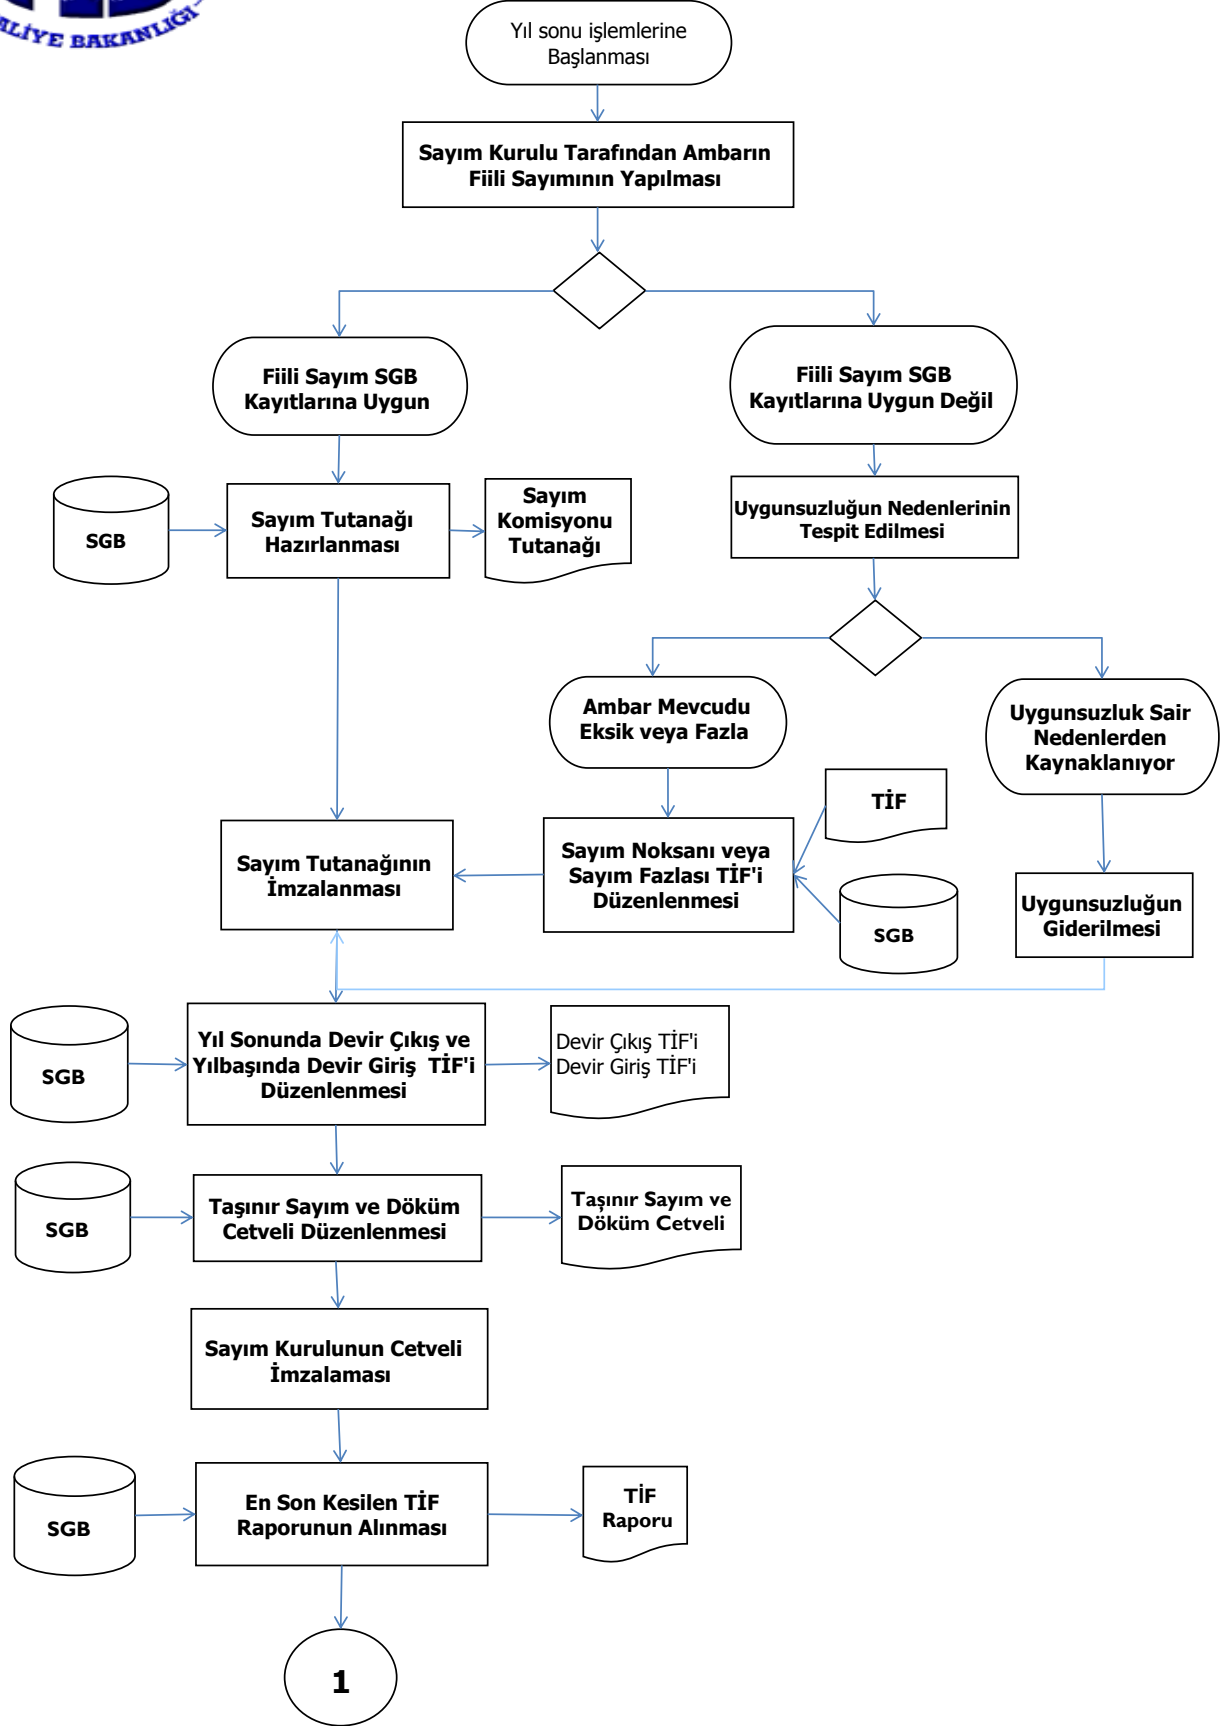 LİYE BAKANLIĞI
Yıl sonu işlemlerine
Başlanması
Sayım Kurulu Tarafından Ambarın
Fiili Sayımının Yapılması
Fiili Sayım SGB
Kayıtlarına Uygun
Fiili Sayım SGB
Kayıtlarına Uygun Değil
SGB
Sayım Tutanağı
Hazırlanması
Sayım
Komisyonu
Tutanağı
Uygunsuzluğun Nedenlerinin
Tespit Edilmesi
Ambar Mevcudu
Eksik veya Fazla
Uygunsuzluk Sair
Nedenlerden
Kaynaklanıyor
TİF
Sayım Tutanağının
İmzalanması
Sayım Noksanı veya
Sayım Fazlası TİF'i
Düzenlenmesi
SGB
Uygunsuzluğun
Giderilmesi
SGB
Yıl Sonunda Devir Çıkış ve
Yılbaşında Devir Giriş TİF'i
Düzenlenmesi
Devir Çıkış TİF'i
Devir Giriş TİF'i
SGB
Taşınır Sayım ve Döküm
Cetveli Düzenlenmesi
Taşınır Sayım ve
Döküm Cetveli
Sayım Kurulunun Cetveli
İmzalaması
SGB
En Son Kesilen TİF
Raporunun Alınması
TİF
Raporu
1